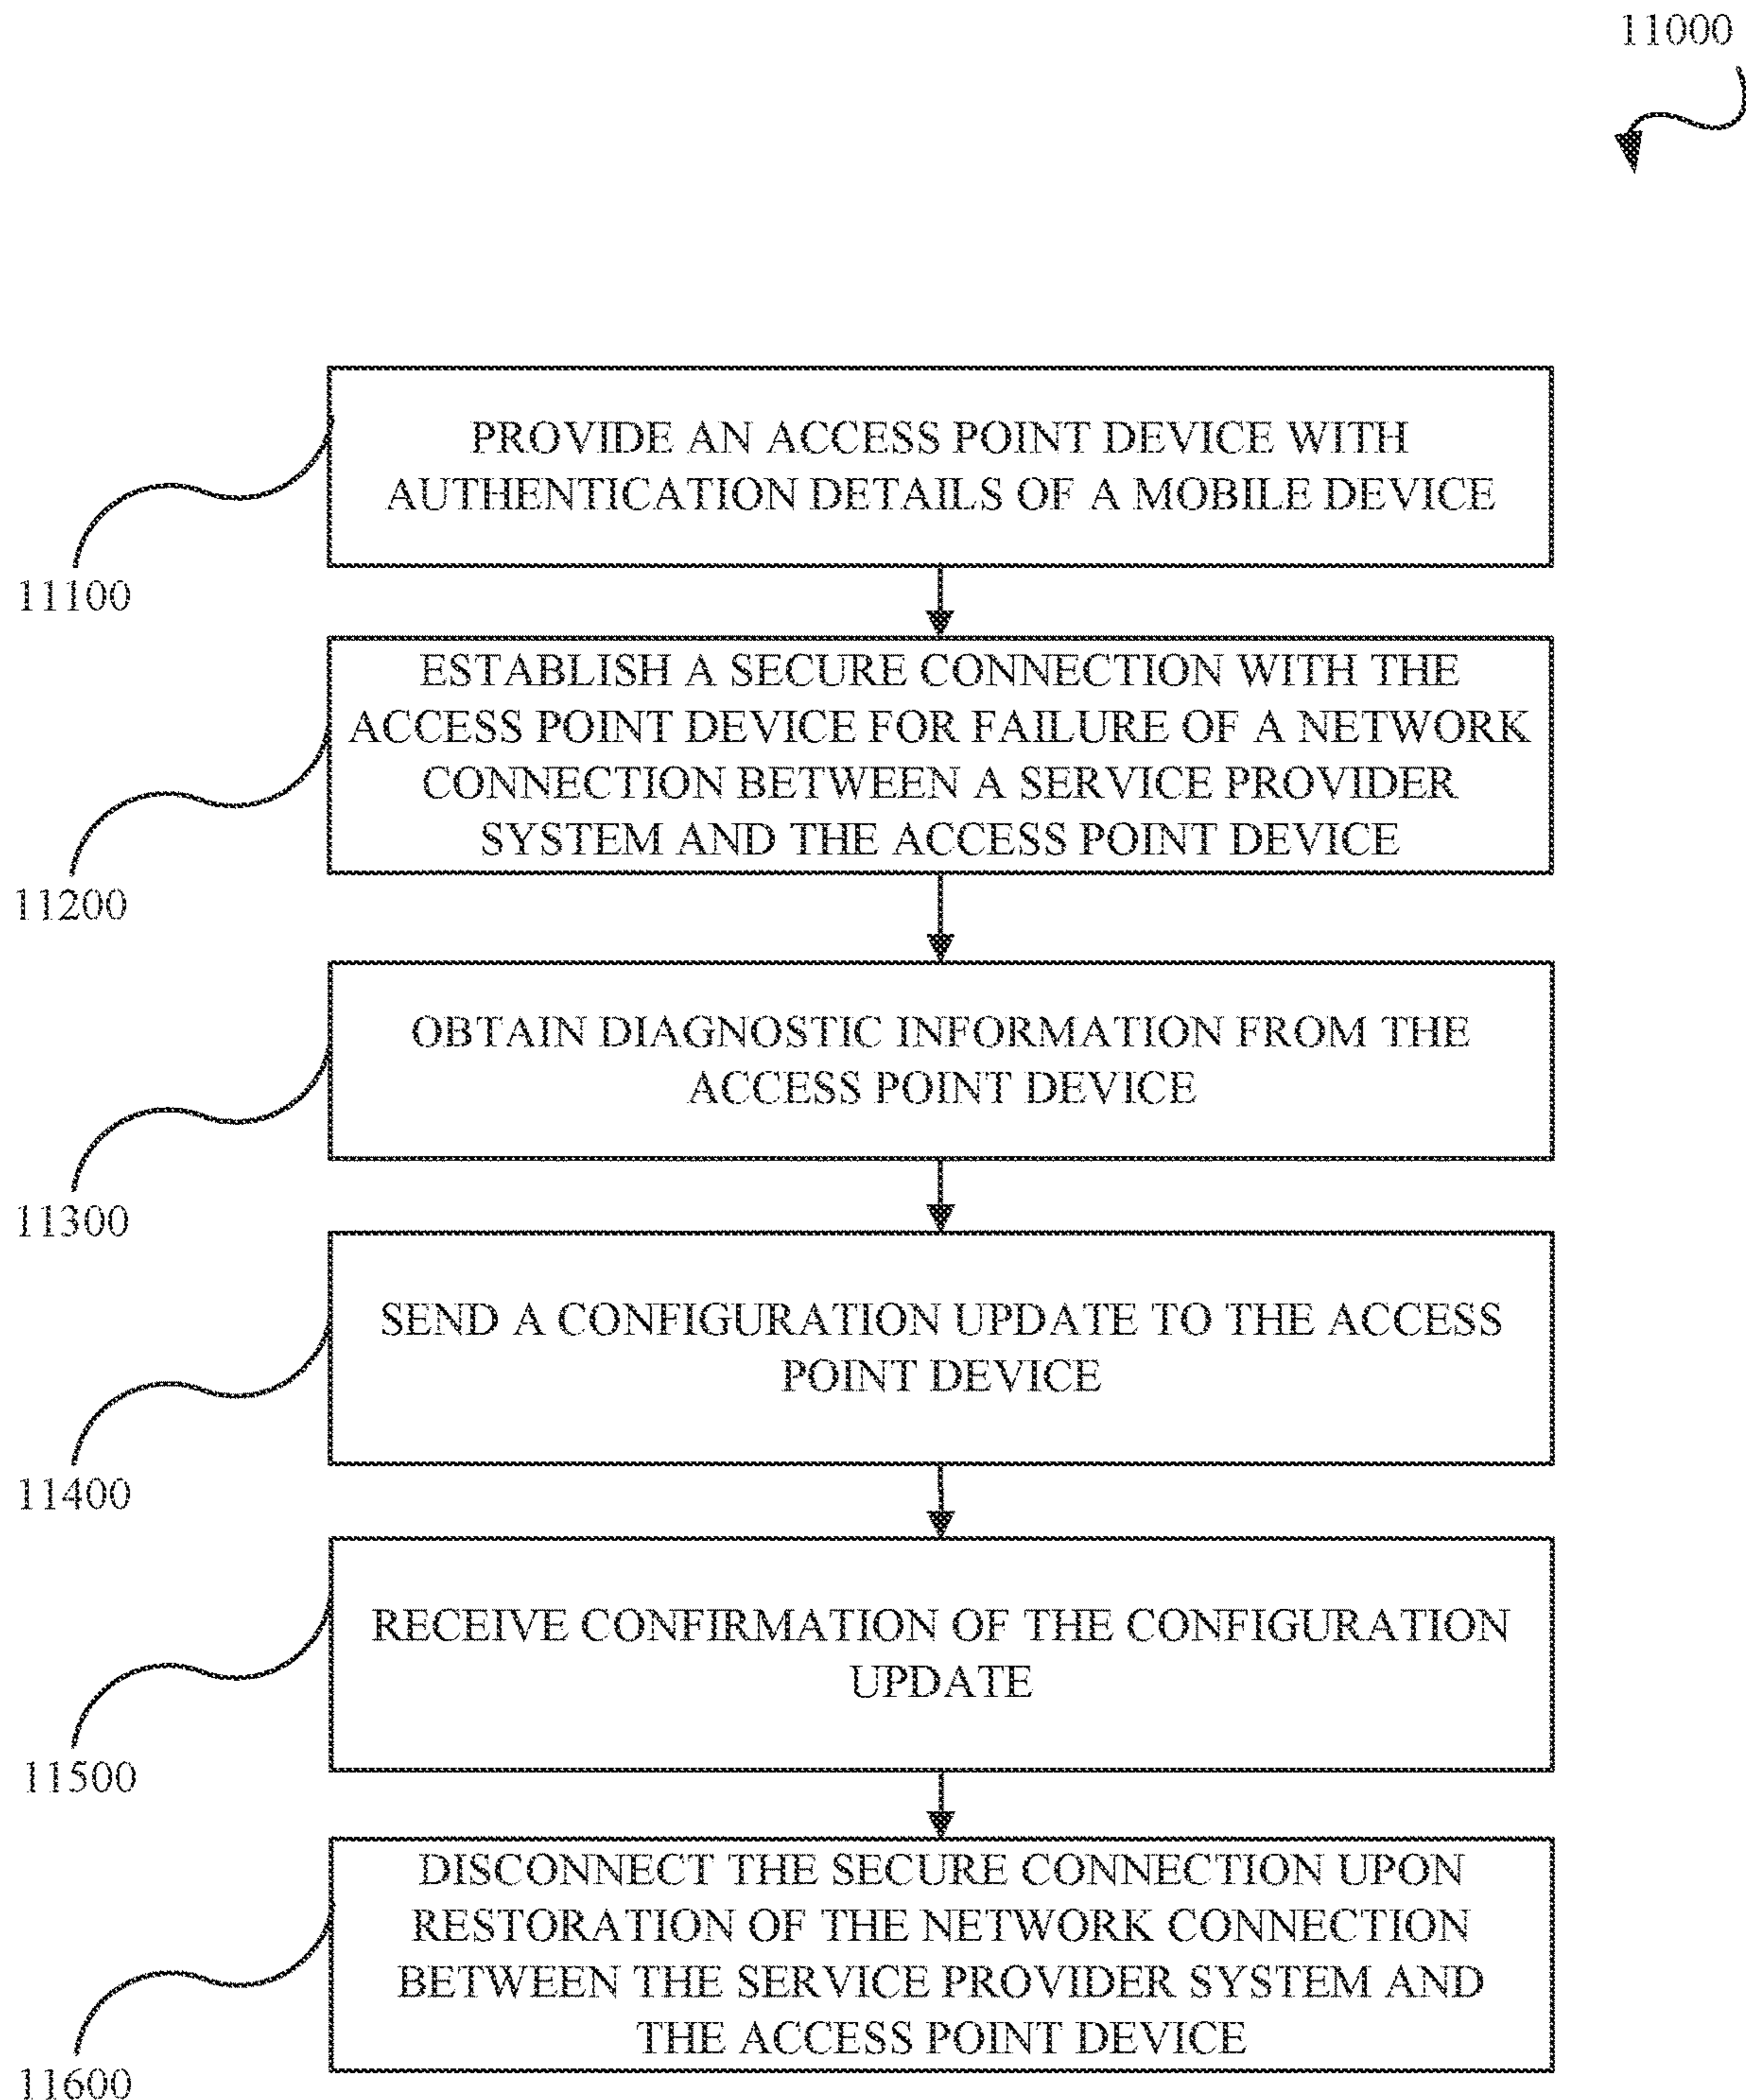 11000
PROVIDE AN ACCESS POINT DEVICE WITH
AUTHENTICATION DETAILS OF A MOBILE DEVICE
11100
ESTABLISH A SECURE CONNECTION WITH THE
ACCESS POINT DEVICE FOR FAILURE OF A NETWORK
CONNECTION BETWEEN A SERVICE PROVIDER
SYSTEM AND THE ACCESS POINT DEVICE
11200
OBTAIN DIAGNOSTIC INFORMATION FROM THE
ACCESS POINT DEVICE
11300
SEND A CONFIGURATION UPDATE TO THE ACCESS
POINT DEVICE
11400
RECEIVE CONFIRMATION OF THE CONFIGURATION
UPDATE
11500
DISCONNECT THE SECURE CONNECTION UPON
RESTORATION OF THE NETWORK CONNECTION
BETWEEN THE SERVICE PROVIDER SYSTEM AND
THE ACCESS POINT DEVICE
11600